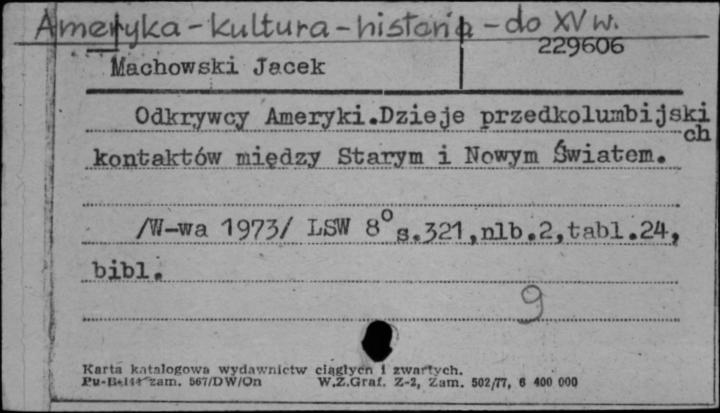 Ameryka - kultura - historia - do XV w.
229606
Machowski Jacek
Odkrywcy Ameryki.Dzieje przedkolumbijski
ch
kontaktów między Starym i Nowym Światem.
/W-wa 1973/ LSW 8° s.321,nlb.2,tabl.24,
bibl.
9
Karta katalogowa wydawnictw ciągłych i zwartych.
zam. 567/DW/On W.Z.Graf. Z-2, Zam. 502/77, 6 400 000